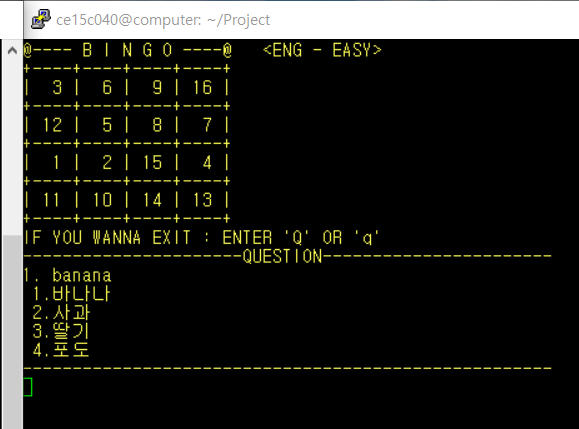 ce15c040@computer: ~/Project
@---- B I N G O ----@ <ENG - EASY>
+----+----+----+----+
| 3 | 6 | 9 | 16 |
+----+----+----+----+
| 12 | 5 | 8 | 7 |
+----+----+----+----+
| 1 | 2 | 15 | 4 |
+----+----+----+----+
| 11 | 10 | 14 | 13 |
+----+----+----+----+
IF YOU WANNA EXIT : ENTER 'Q' OR 'q'
----------------------QUESTION-----------------------
1. banana
1.바나나
2.사과
3.딸기
4.포도
-----------------------------------------------------